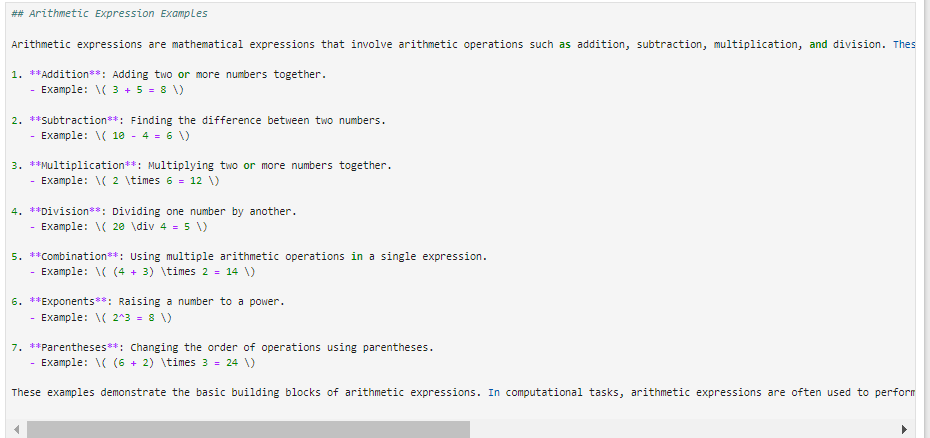 ## Arithmetic Expression Examples
Arithmetic expressions are mathematical expressions that involve arithmetic operations such as addition, subtraction, multiplication, and division. Thes
1. **Addition**: Adding two or more numbers together.
- Example: \( 3 + 5 = 8 \)
2. **Subtraction**: Finding the difference between two numbers.
- Example: \( 10 - 4 = 6 \)
3. **Multiplication**: Multiplying two or more numbers together.
- Example: \( 2 \times 6 = 12 \)
4. **Division**: Dividing one number by another.
- Example: \( 20 \div 4 = 5 \)
5. **Combination**: Using multiple arithmetic operations in a single expression.
- Example: \( (4 + 3) \times 2 = 14 \)
6. **Exponents**: Raising a number to a power.
- Example: \( 2^3 = 8 \)
7. **Parentheses**: Changing the order of operations using parentheses.
- Example: \( (6 + 2) \times 3 = 24 \)
These examples demonstrate the basic building blocks of arithmetic expressions. In computational tasks, arithmetic expressions are often used to perform